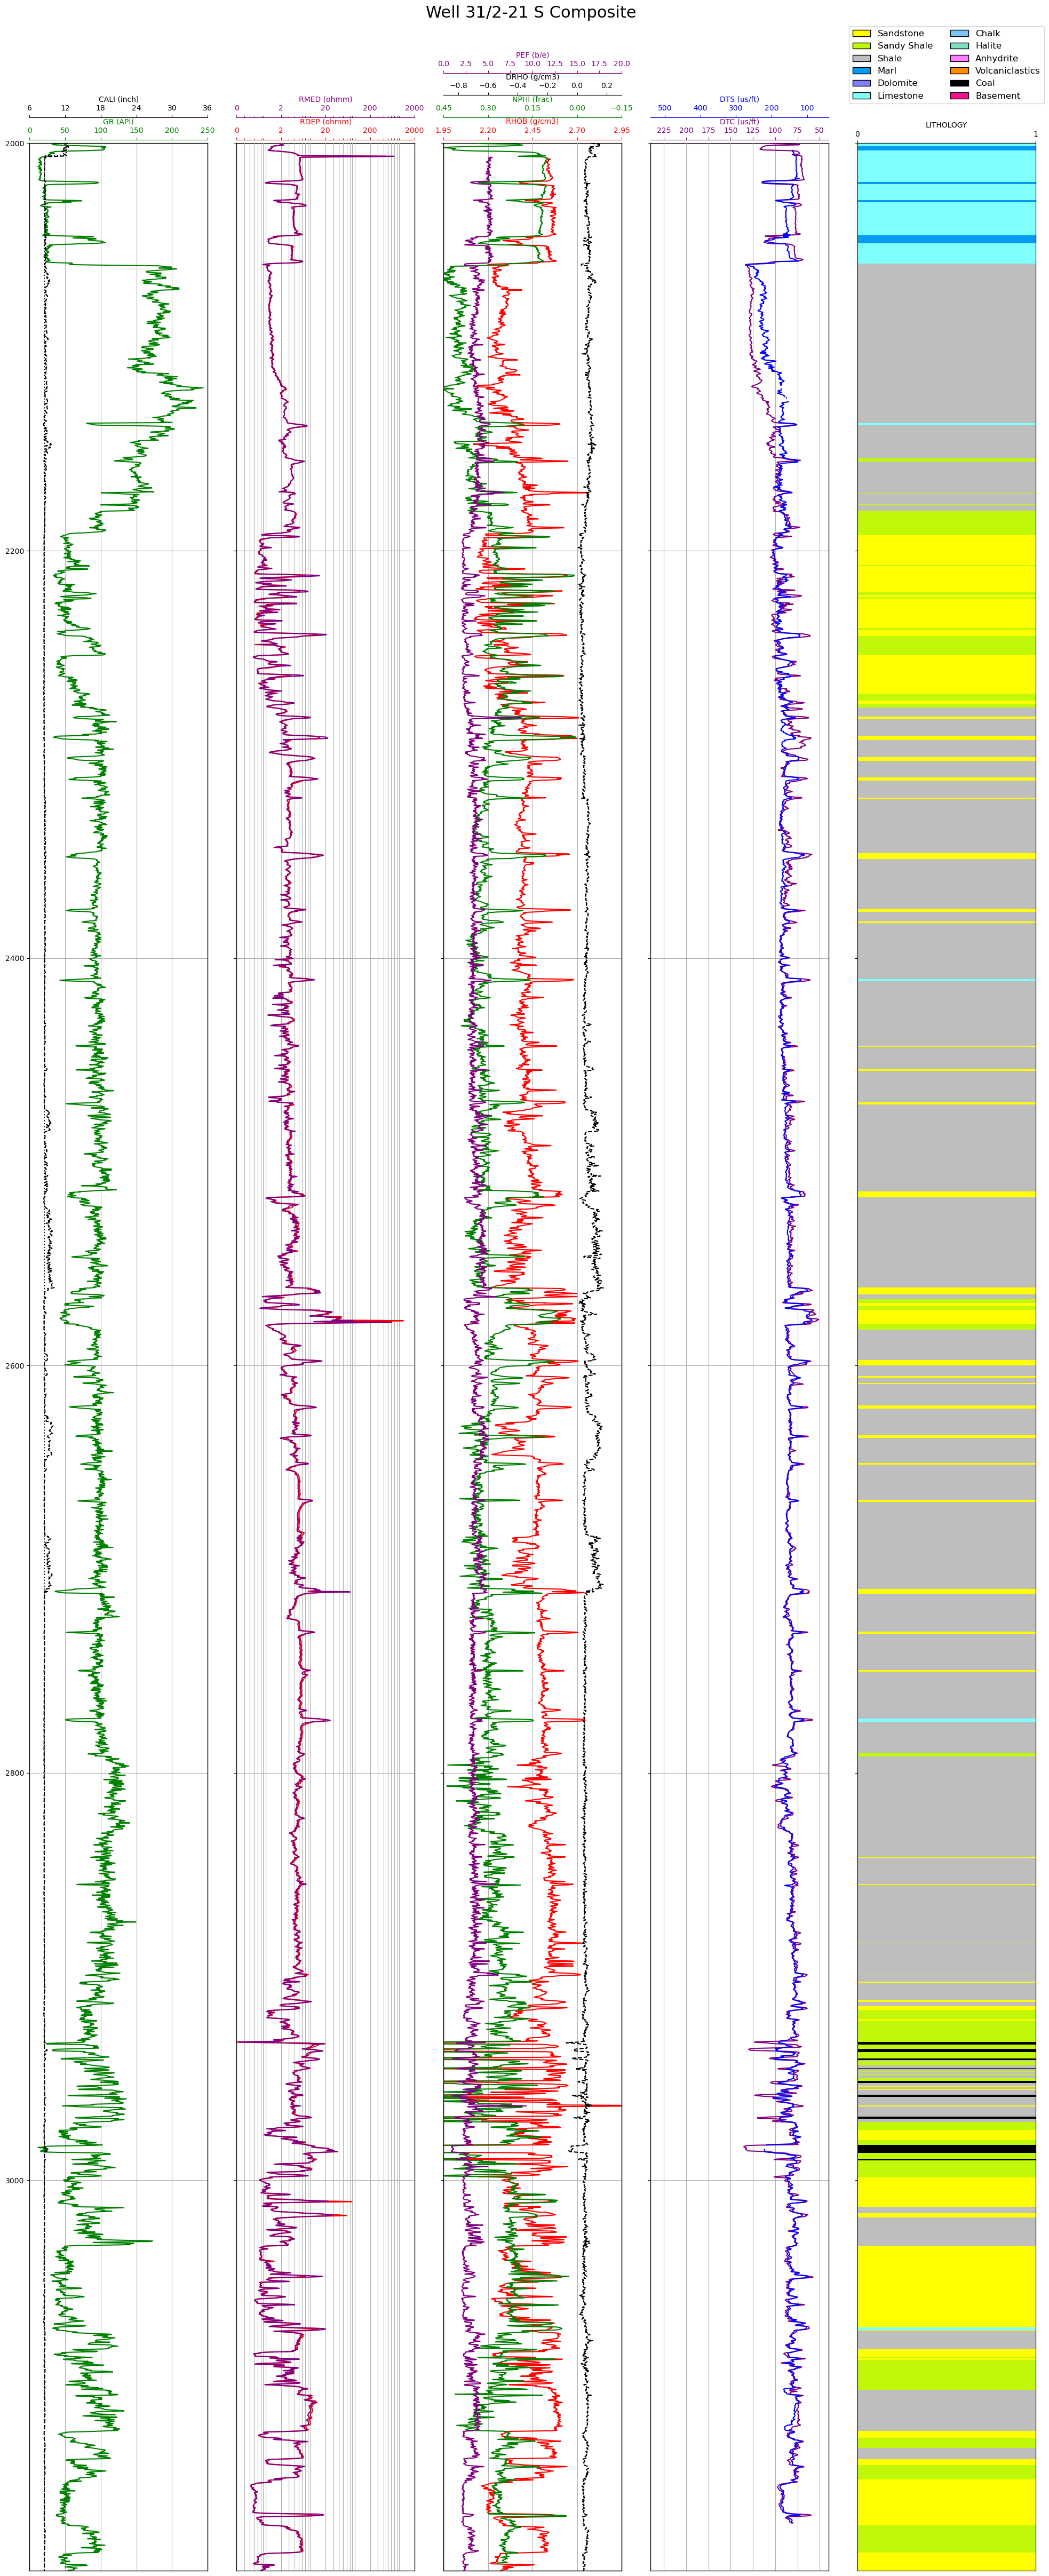 Well 31/2-21 S Composite
Sandstone Chalk
Sandy Shale Halite
Shale Anhydrite
Marl Volcaniclastics
Dolomite Coal
Limestone Basement
PEF (b/e)
0.0 2.5 5.0 7.5 10.0 12.5 15.0 17.5 20.0
DRHO (g/cm3)
−0.8 −0.6 −0.4 −0.2 0.0 0.2
CALI (inch) RMED (ohmm) NPHI (frac) DTS (us/ft)
6 12 18 24 30 36 0 2 20 200 2000 0.45 0.30 0.15 0.00 −0.15 500 400 300 200 100
GR (API) RDEP (ohmm) RHOB (g/cm3) DTC (us/ft) LITHOLOGY
0 50 100 150 200 250 0 2 20 200 2000 1.95 2.20 2.45 2.70 2.95 225 200 175 150 125 100 75 50 0 1
2000
2200
2400
2600
2800
3000